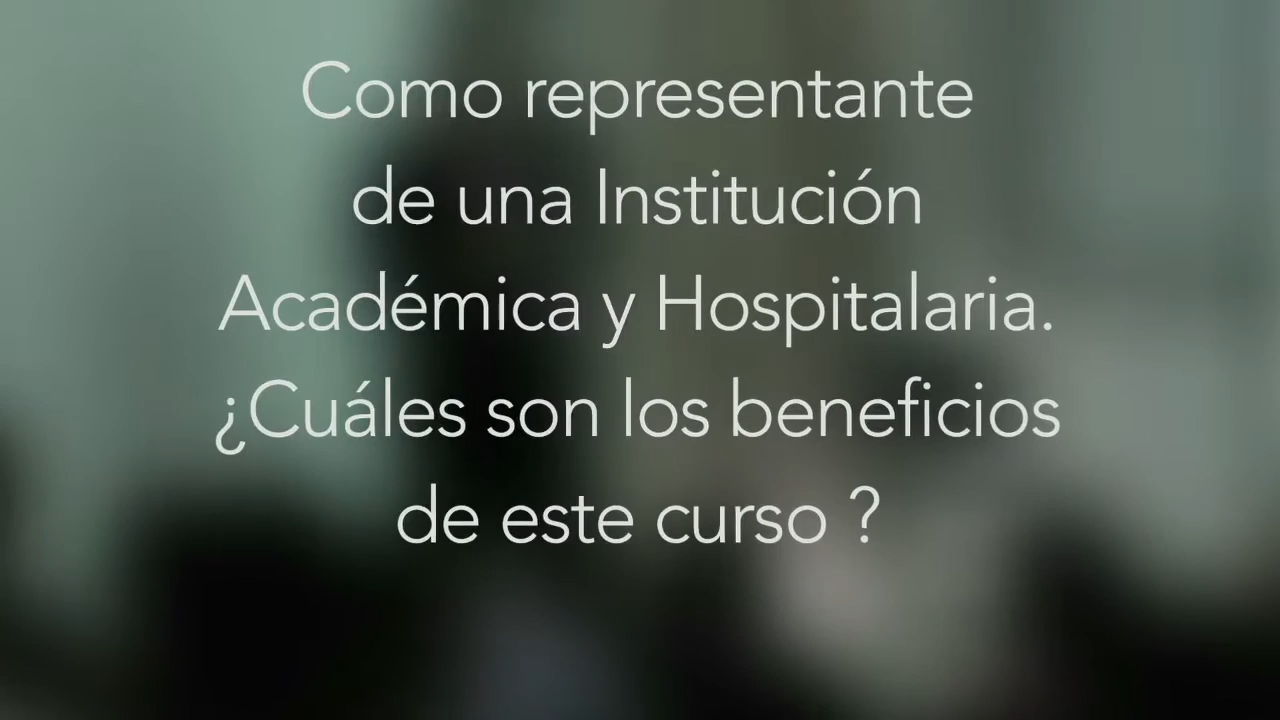 Como representante
de una Institución
Académica y Hospitalaria.
¿Cuáles son los beneficios
de este curso ?